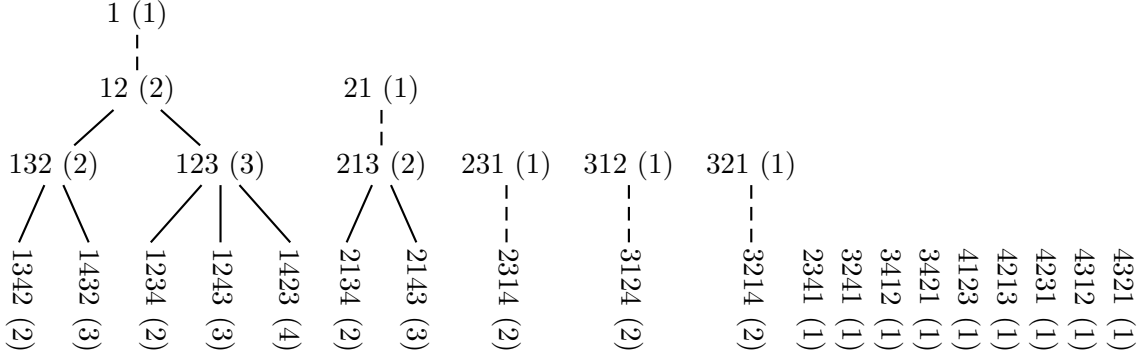 1 (1)
12 (2) 21 (1)
132 (2) 123 (3) 213 (2) 231 (1) 312 (1) 321 (1)
1342 (2) 1432 (3) 1234 (2) 1243 (3) 1423 (4) 2134 (2) 2143 (3) 2314 (2) 3124 (2) 3214 (2) 2341 (1) 3241 (1) 3412 (1) 3421 (1) 4123 (1) 4213 (1) 4231 (1) 4312 (1) 4321 (1)